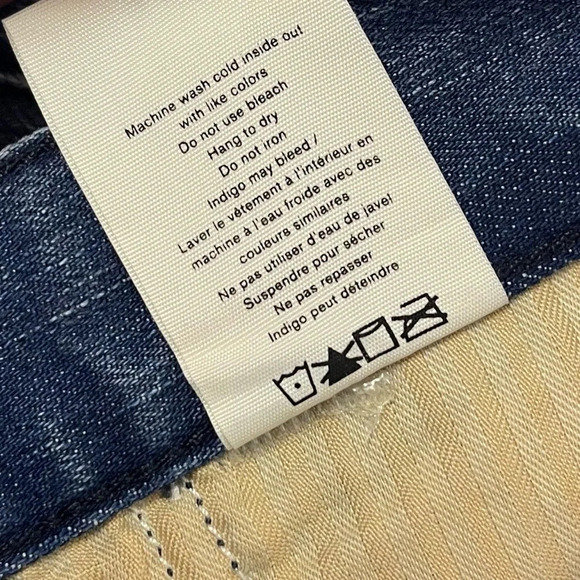 Machine wash cold inside out
with like colors
Do not use bleach
Hang to dry
Do not iron
Indigo may bleed /
Laver le vêtement à l'intérieur en
machine à l'eau froide avec des
couleurs similaires
Ne pas utiliser d'eau de javel
Suspendre pour sécher
Ne pas repasser
Indigo peut déteindre